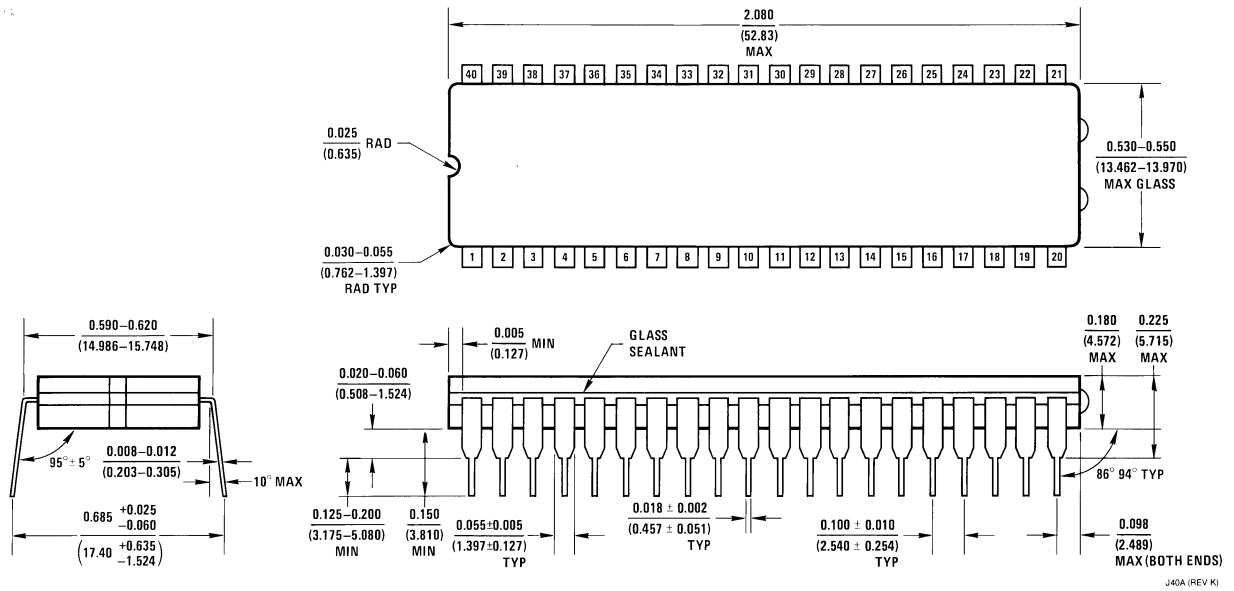 2.080
(52.83)
MAX
40 39 38 37 36 35 34 33 32 31 30 29 28 27 26 25 24 23 22 21
0.025
(0.635)
RAD
0.530–0.550
(13.462–13.970)
MAX GLASS
0.030–0.055
(0.762–1.397)
RAD TYP
1 2 3 4 5 6 7 8 9 10 11 12 13 14 15 16 17 18 19 20
0.590–0.620
(14.986–15.748)
0.005
(0.127)
MIN
GLASS
SEALANT
0.180
(4.572)
MAX
0.225
(5.715)
MAX
0.020–0.060
(0.508–1.524)
95° ± 5°
0.008–0.012
(0.203–0.305)
10° MAX
86° 94° TYP
0.685 +0.025
−0.060
(17.40 +0.635
−1.524)
0.125–0.200
(3.175–5.080)
MIN
0.150
(3.810)
MIN
0.055±0.005
(1.397±0.127)
TYP
0.018 ± 0.002
(0.457 ± 0.051)
TYP
0.100 ± 0.010
(2.540 ± 0.254)
TYP
0.098
(2.489)
MAX (BOTH ENDS)
J40A (REV K)